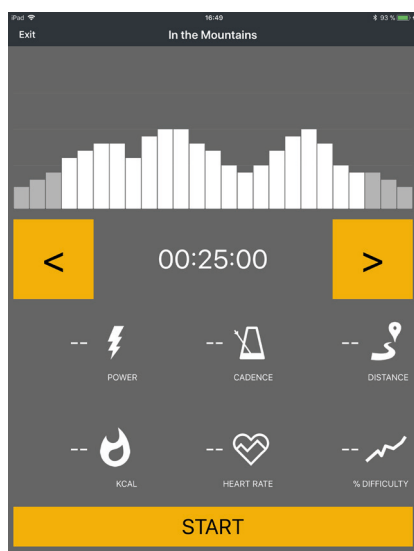 iPad 16:49 93 %
Exit In the Mountains
< 00:25:00 >
-- -- --
POWER CADENCE DISTANCE
-- -- --
KCAL HEART RATE % DIFFICULTY
START